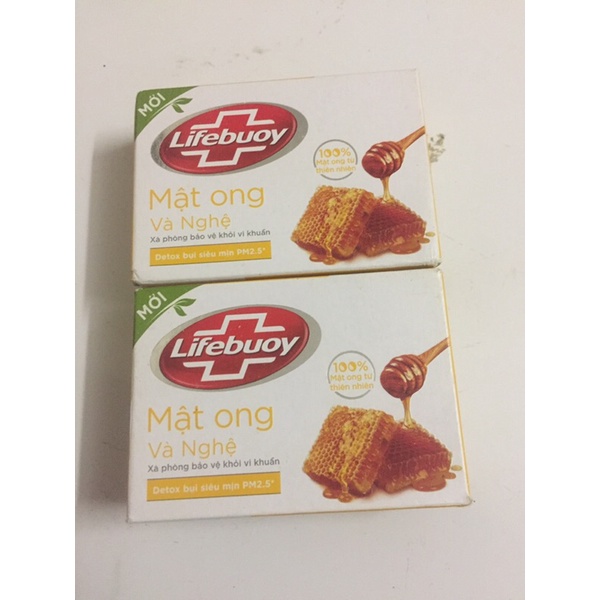 MỚI
Lifebuoy
100%
Mật ong từ
thiên nhiên
Mật ong
Và Nghệ
Xà phòng bảo vệ khỏi vi khuẩn
Detox bụi siêu mịn PM2.5*
MỚI
Lifebuoy
100%
Mật ong từ
thiên nhiên
Mật ong
Và Nghệ
Xà phòng bảo vệ khỏi vi khuẩn
Detox bụi siêu mịn PM2.5*